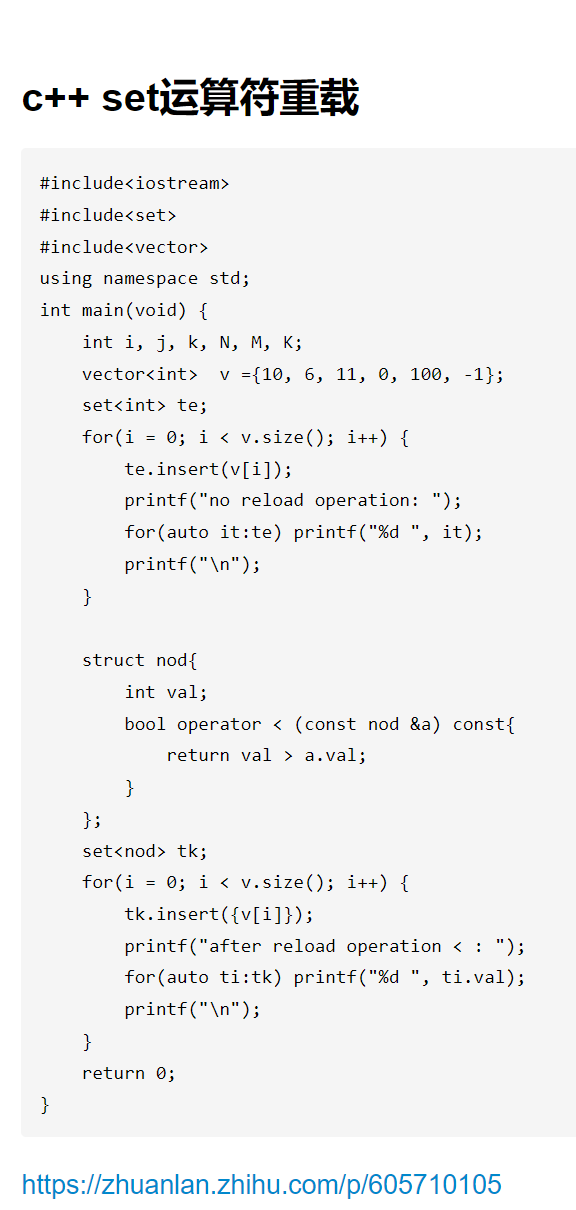 c++ set运算符重载
#include<iostream>
#include<set>
#include<vector>
using namespace std;
int main(void) {
    int i, j, k, N, M, K;
    vector<int>  v ={10, 6, 11, 0, 100, -1};
    set<int> te;
    for(i = 0; i < v.size(); i++) {
        te.insert(v[i]);
        printf("no reload operation: ");
        for(auto it:te) printf("%d ", it);
        printf("\n");
    }

    struct nod{
        int val;
        bool operator < (const nod &a) const{
            return val > a.val;
        }
    };
    set<nod> tk;
    for(i = 0; i < v.size(); i++) {
        tk.insert({v[i]});
        printf("after reload operation < : ");
        for(auto ti:tk) printf("%d ", ti.val);
        printf("\n");
    }
    return 0;
}
https://zhuanlan.zhihu.com/p/605710105